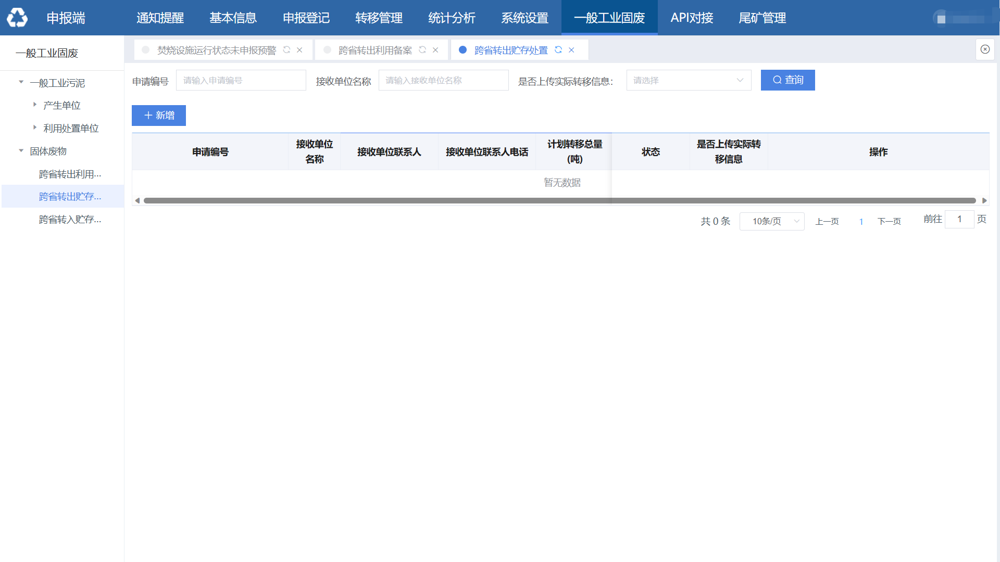 申报端
通知提醒 基本信息 申报登记 转移管理 统计分析 系统设置 一般工业固废 API对接 尾矿管理
一般工业固废
焚烧设施运行状态未申报预警 跨省转出利用备案 跨省转出贮存处置
一般工业污泥
产生单位
利用处置单位
固体废物
跨省转出利用...
跨省转出贮存...
跨省转入贮存...
申请编号 请输入申请编号 接收单位名称 请输入接收单位名称 是否上传实际转移信息： 请选择 查询
新增
申请编号 接收单位名称 接收单位联系人 接收单位联系人电话 计划转移总量(吨) 状态 是否上传实际转移信息 操作
暂无数据
共 0 条 10条/页 上一页 1 下一页 前往 1 页